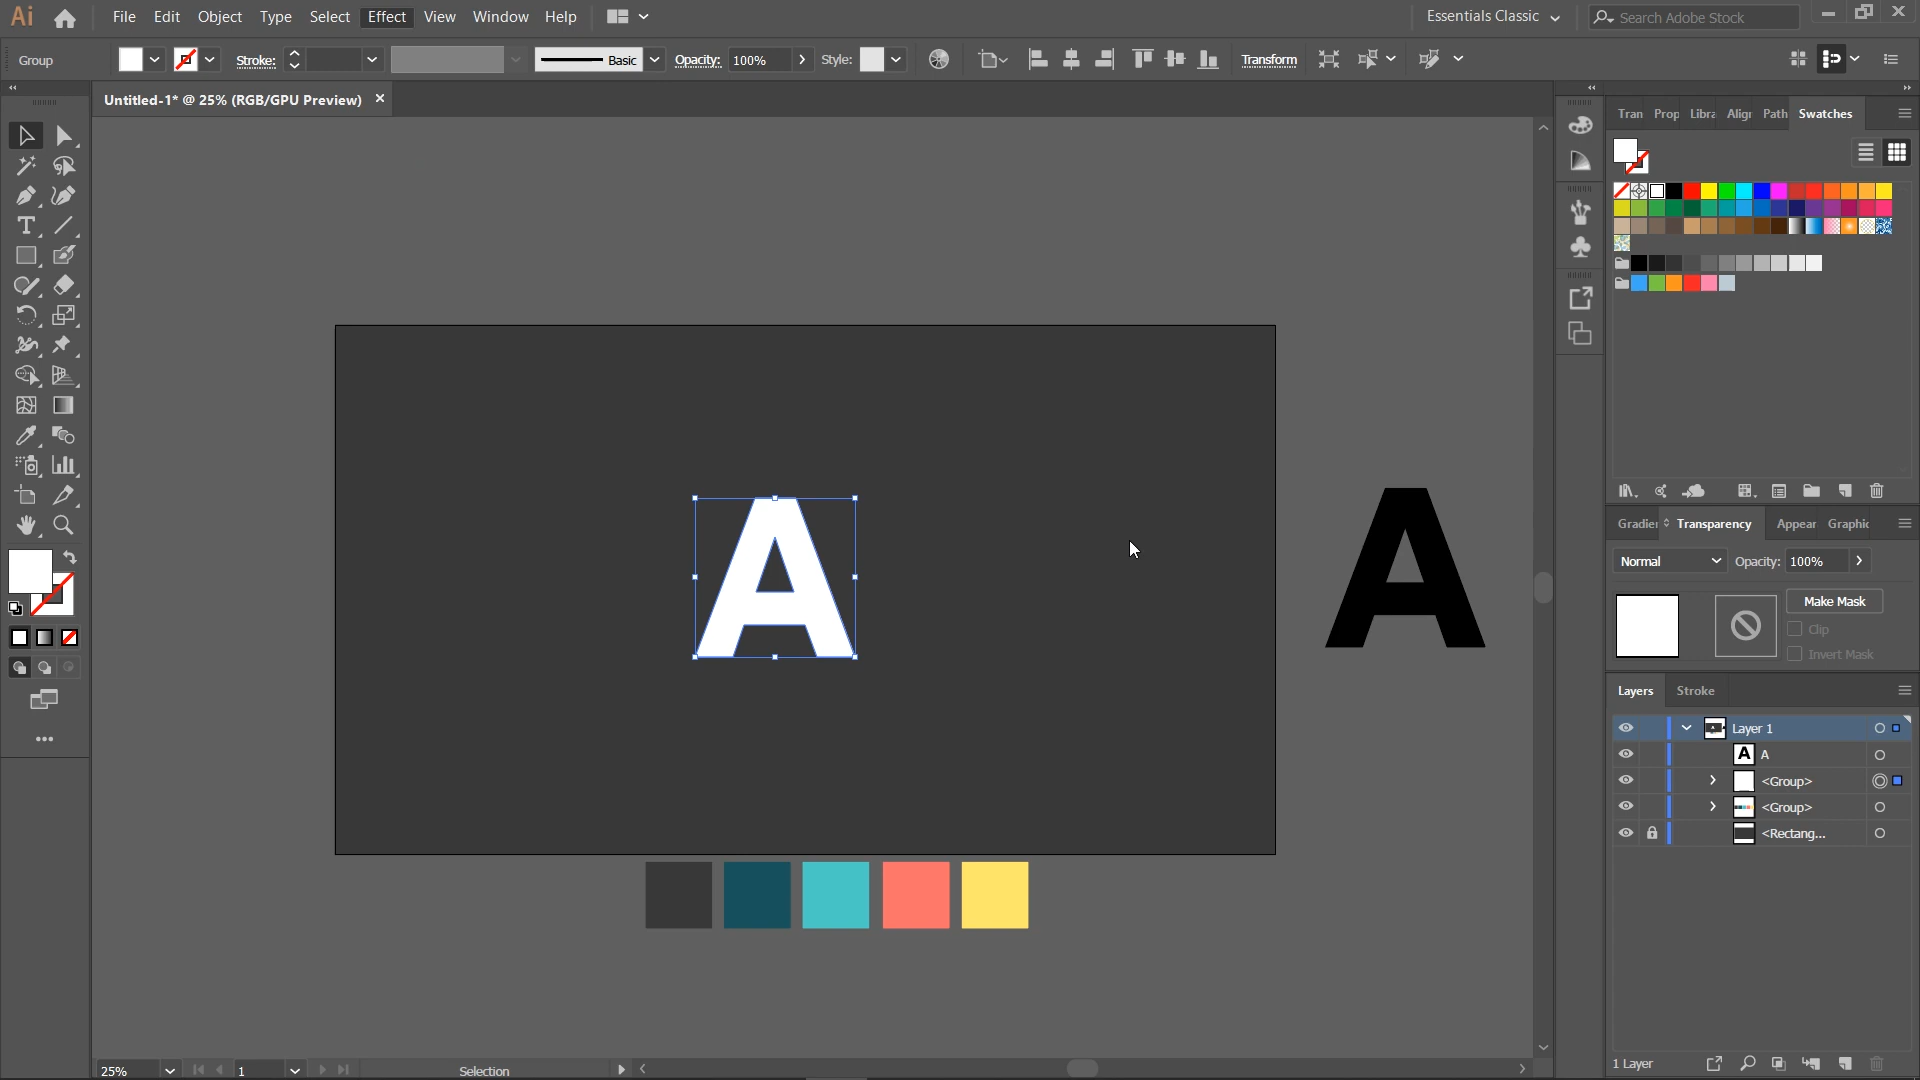 Ai File Edit Object Type Select Effect View Window Help Essentials Classic Search Adobe Stock
Group Stroke: Basic Opacity: 100% Style: Transform
Untitled-1* @ 25% (RGB/GPU Preview)
Tran Prop Libra Align Path Swatches
A
A
Gradier Transparency Appear Graphic
Normal Opacity: 100%
Make Mask
Clip
Invert Mask
Layers Stroke
Layer 1
A A
<Group>
<Group>
<Rectang...
1 Layer
25% 1 Selection